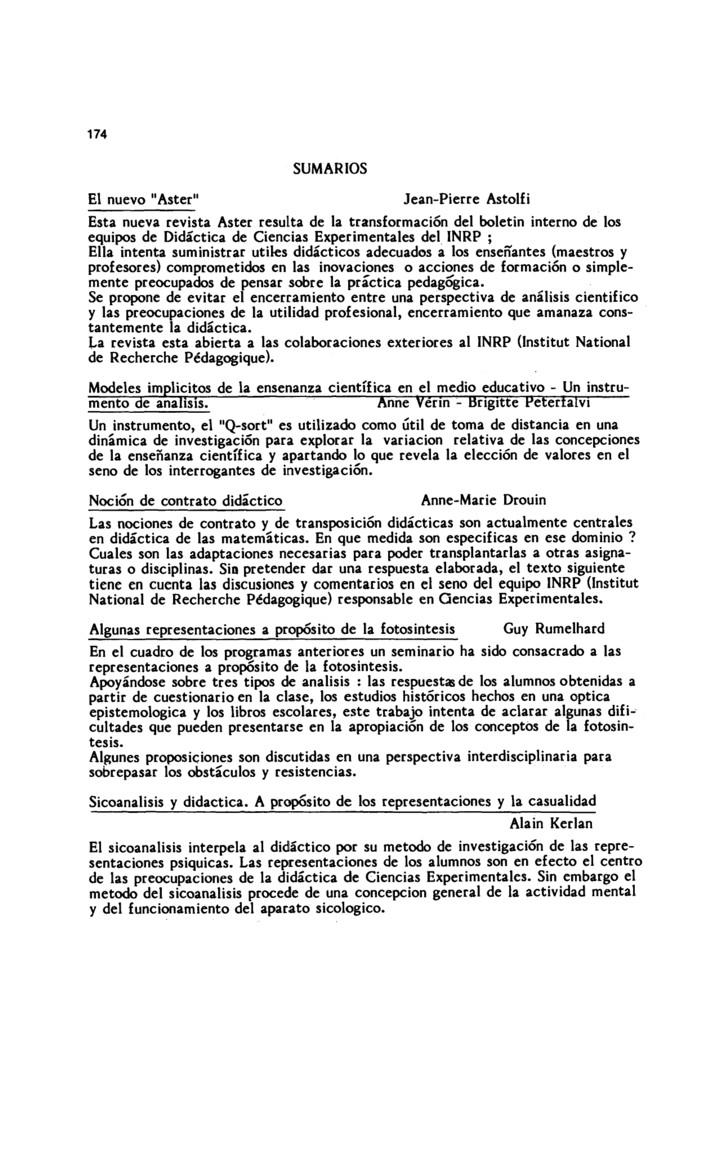 174
SUMARIOS
El nuevo "Aster" Jean-Pierre Astolfi
Esta nueva revista Aster resulta de la transformación del boletin interno de los
equipos de Didáctica de Ciencias Experimentales del INRP ;
Ella intenta suministrar utiles didácticos adecuados a los enseñantes (maestros y
profesores) comprometidos en las inovaciones o acciones de formación o simple-
mente preocupados de pensar sobre la práctica pedagógica.
Se propone de evitar el encerramiento entre una perspectiva de análisis cientifico
y las preocupaciones de la utilidad profesional, encerramiento que amanaza cons-
tantemente la didáctica.
La revista esta abierta a las colaboraciones exteriores al INRP (Institut National
de Recherche Pédagogique).
Modeles implicitos de la ensenanza científica en el medio educativo - Un instru-
mento de analisis. Anne Vérin - Brigitte Peterfalvi
Un instrumento, el "Q-sort" es utilizado como útil de toma de distancia en una
dinámica de investigación para explorar la variacion relativa de las concepciones
de la enseñanza científica y apartando lo que revela la elección de valores en el
seno de los interrogantes de investigación.
Noción de contrato didáctico Anne-Marie Drouin
Las nociones de contrato y de transposición didácticas son actualmente centrales
en didáctica de las matemáticas. En que medida son especificas en ese dominio ?
Cuales son las adaptaciones necesarias para poder transplantarlas a otras asigna-
turas o disciplinas. Sin pretender dar una respuesta elaborada, el texto siguiente
tiene en cuenta las discusiones y comentarios en el seno del equipo INRP (Institut
National de Recherche Pédagogique) responsable en Ciencias Experimentales.
Algunas representaciones a propósito de la fotosintesis Guy Rumelhard
En el cuadro de los programas anteriores un seminario ha sido consacrado a las
representaciones a propósito de la fotosintesis.
Apoyándose sobre tres tipos de analisis : las respuestas de los alumnos obtenidas a
partir de cuestionario en la clase, los estudios históricos hechos en una optica
epistemologica y los libros escolares, este trabajo intenta de aclarar algunas difi-
cultades que pueden presentarse en la apropiación de los conceptos de la fotosin-
tesis.
Algunes proposiciones son discutidas en una perspectiva interdisciplinaria para
sobrepasar los obstáculos y resistencias.
Sicoanalisis y didactica. A propósito de los representaciones y la casualidad
Alain Kerlan
El sicoanalisis interpela al didáctico por su metodo de investigación de las repre-
sentaciones psiquicas. Las representaciones de los alumnos son en efecto el centro
de las preocupaciones de la didáctica de Ciencias Experimentales. Sin embargo el
metodo del sicoanalisis procede de una concepcion general de la actividad mental
y del funcionamiento del aparato sicologico.